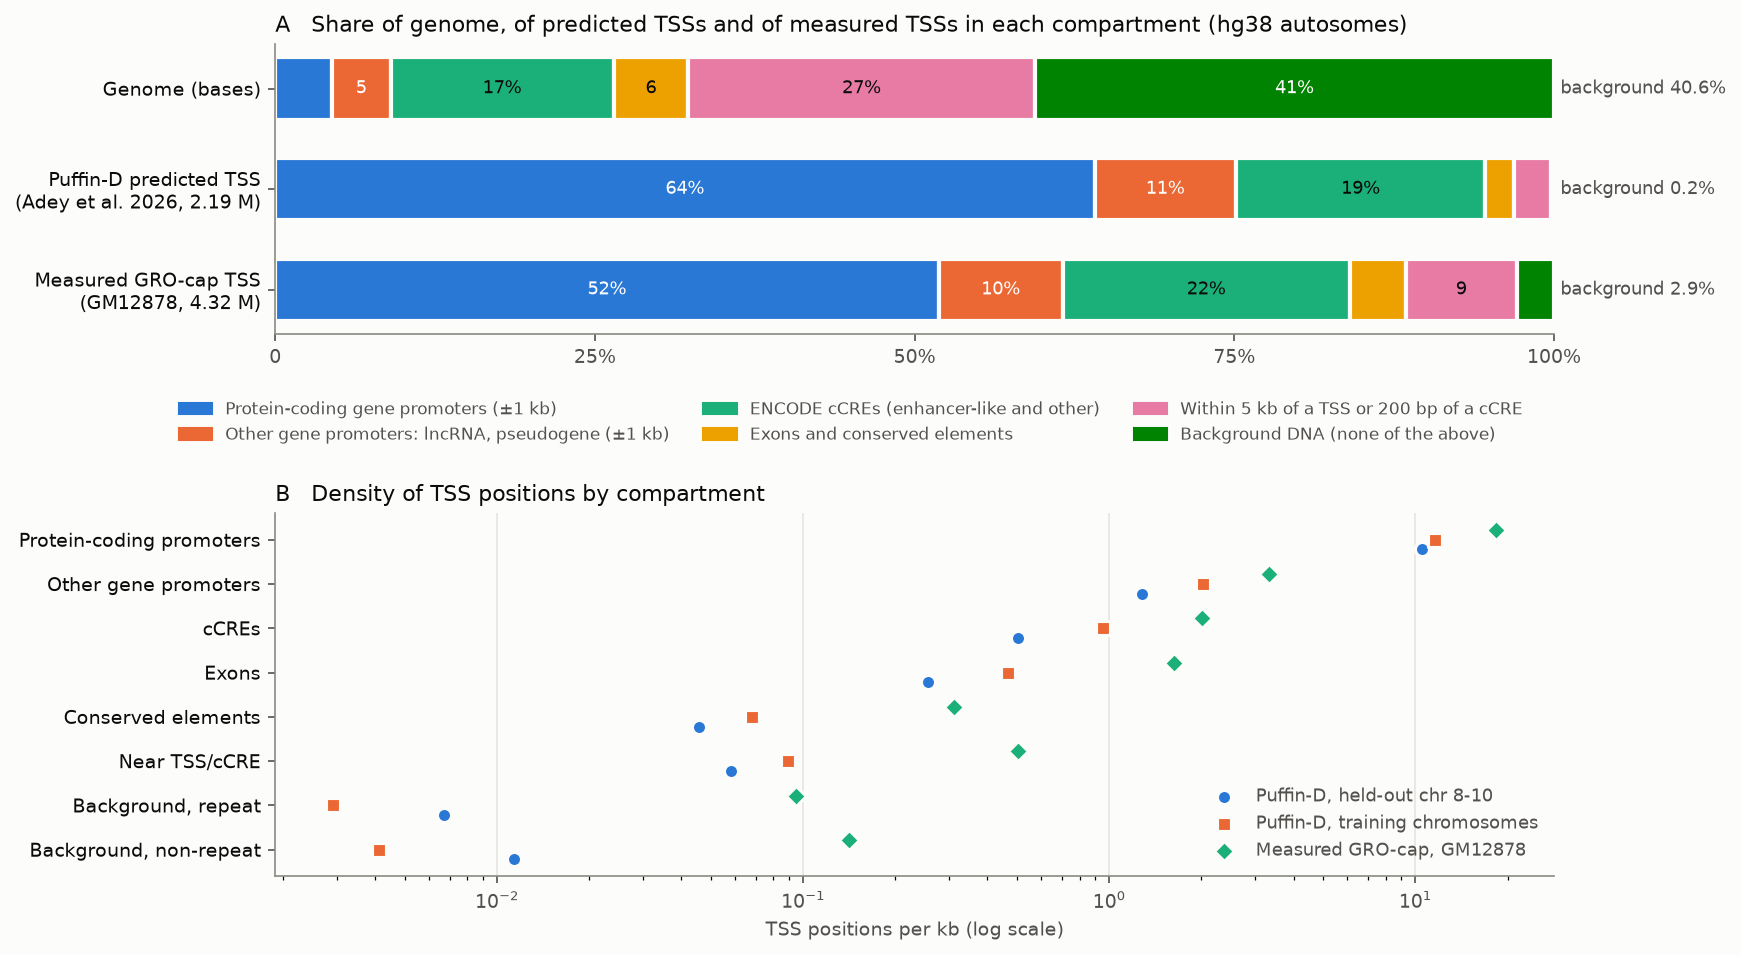 A Share of genome, of predicted TSSs and of measured TSSs in each compartment (hg38 autosomes)
Genome (bases)
5
17%
6
27%
41%
background 40.6%
Puffin-D predicted TSS
(Adey et al. 2026, 2.19 M)
64%
11%
19%
background 0.2%
Measured GRO-cap TSS
(GM12878, 4.32 M)
52%
10%
22%
9
background 2.9%
0
25%
50%
75%
100%
Protein-coding gene promoters (±1 kb)
Other gene promoters: lncRNA, pseudogene (±1 kb)
ENCODE cCREs (enhancer-like and other)
Exons and conserved elements
Within 5 kb of a TSS or 200 bp of a cCRE
Background DNA (none of the above)
B Density of TSS positions by compartment
Protein-coding promoters
Other gene promoters
cCREs
Exons
Conserved elements
Near TSS/cCRE
Background, repeat
Background, non-repeat
Puffin-D, held-out chr 8-10
Puffin-D, training chromosomes
Measured GRO-cap, GM12878
10⁻²
10⁻¹
10⁰
10¹
TSS positions per kb (log scale)